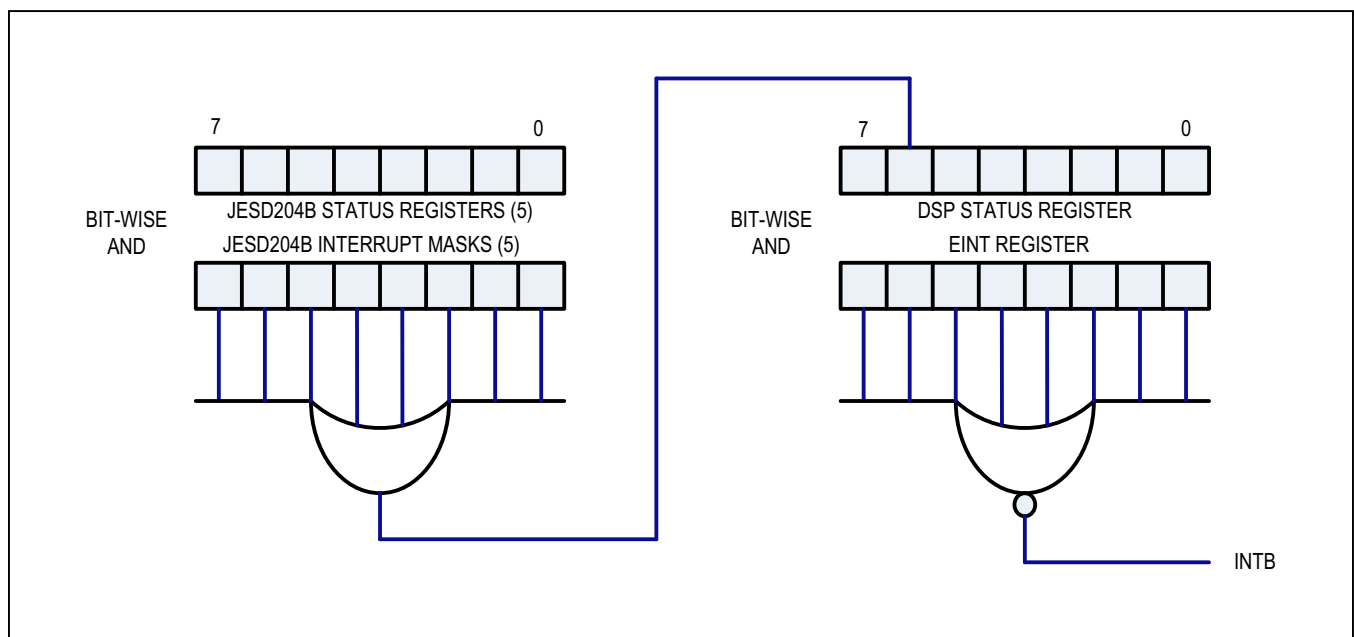 7
0
JESD204B STATUS REGISTERS (5)
BIT-WISE
AND
JESD204B INTERRUPT MASKS (5)
7
0
DSP STATUS REGISTER
BIT-WISE
AND
EINT REGISTER
INTB